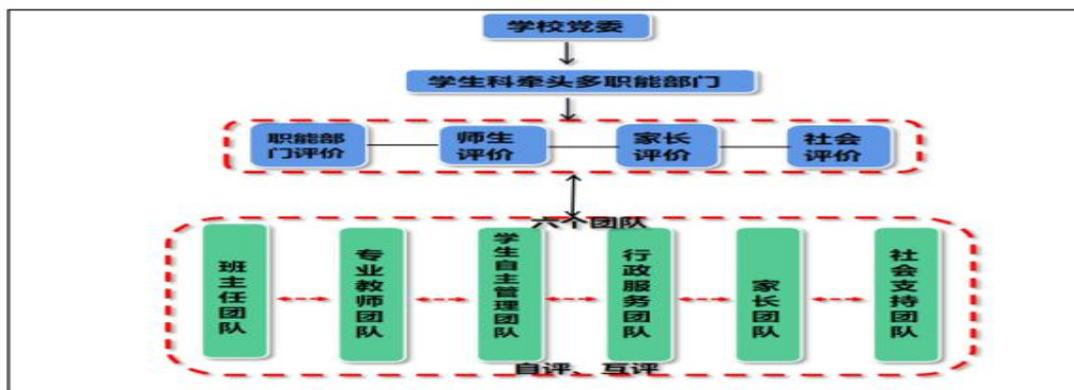 学校党委
学生科牵头多职能部门
职能部
门评价
师生
评价
家长
评价
社会
评价
六个团队
班主任团队
专业教师团队
学生自主管理团队
行政服务团队
家长团队
社会支持团队
自评、互评